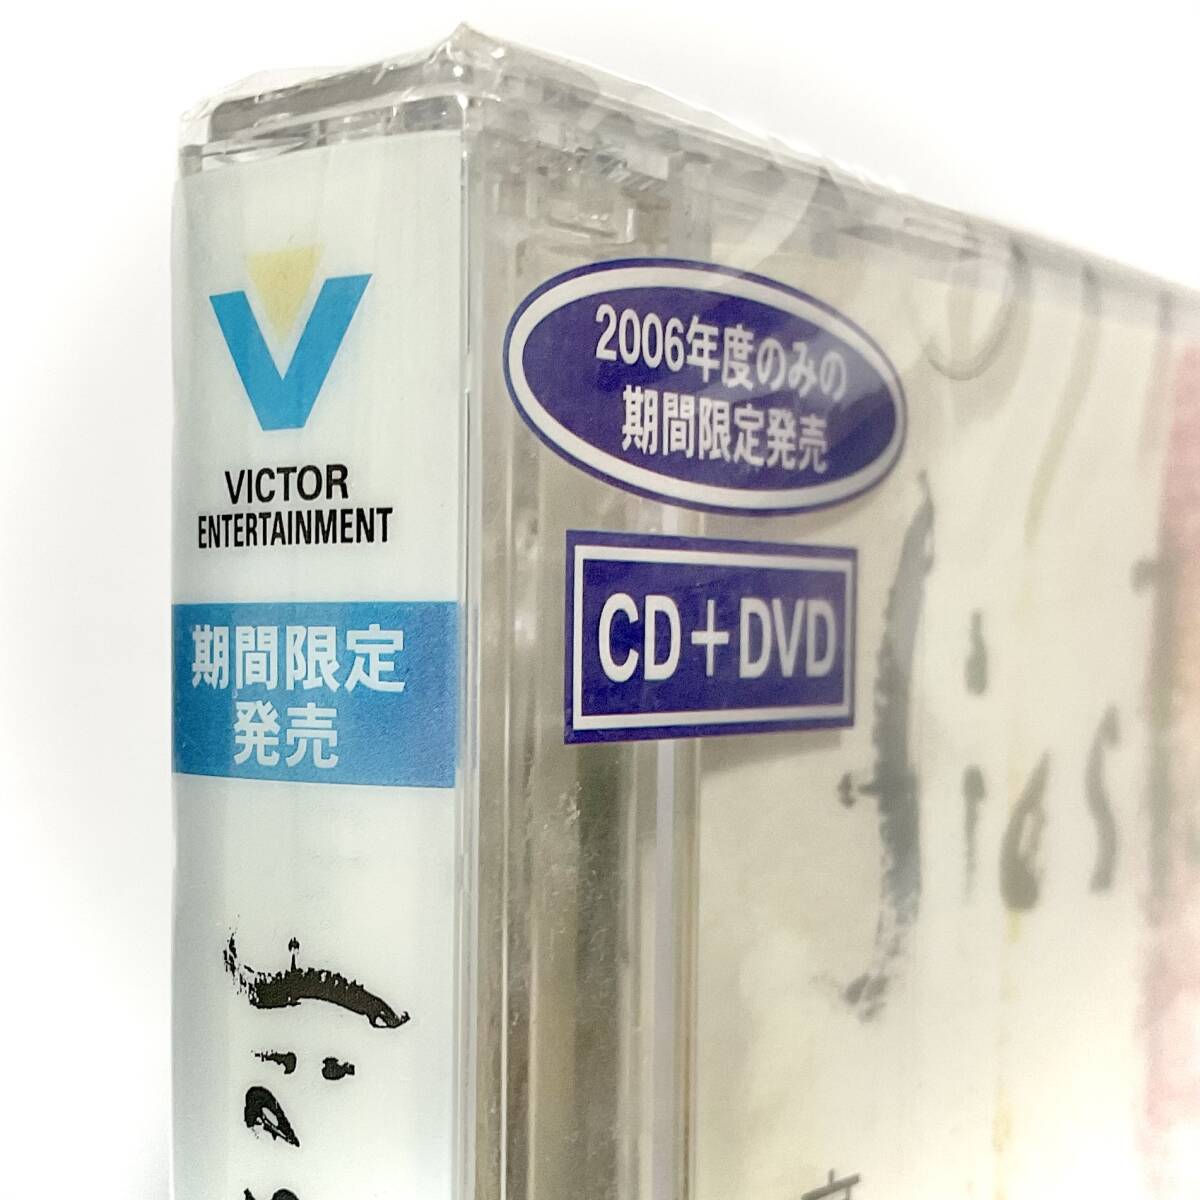 VICTOR
ENTERTAINMENT
期間限定
発売
2006年度のみの
期間限定発売
CD+DVD